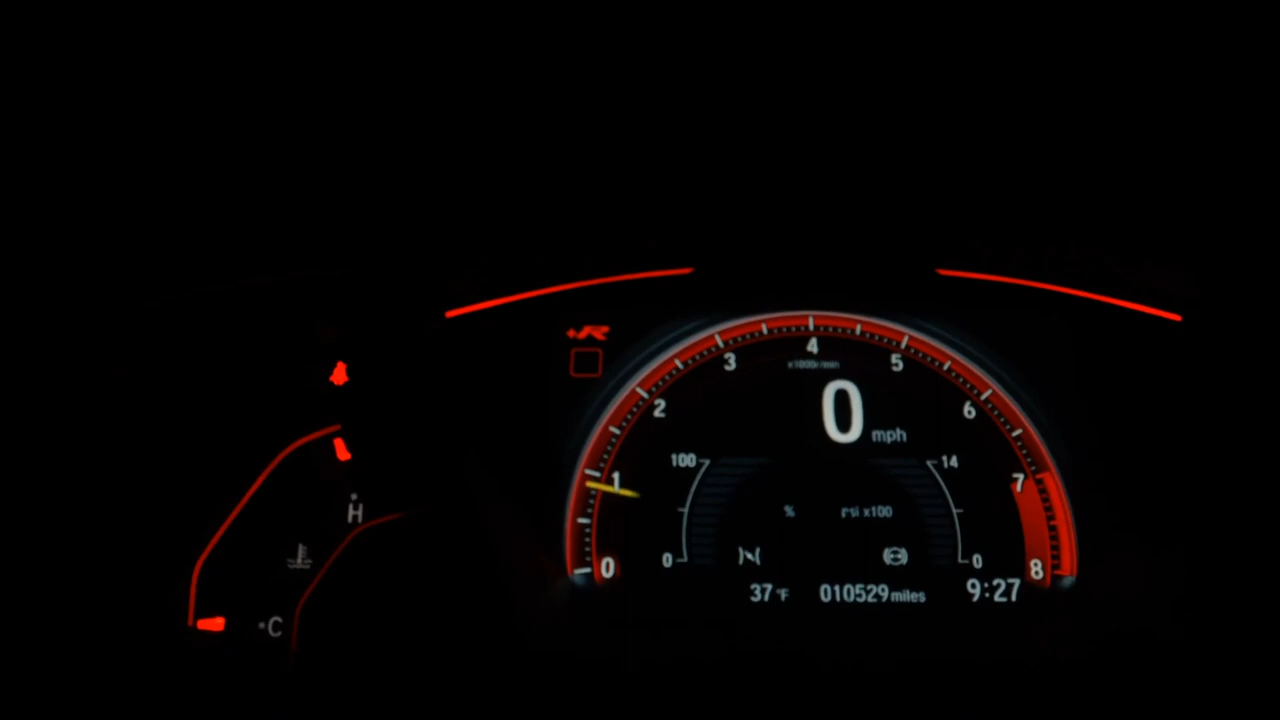 +R
4
3 5
x1000r/min
2 0 mph 6
100 14
1 7
H % psi x100
0 0
0 8
37°F 010529 miles 9:27
C